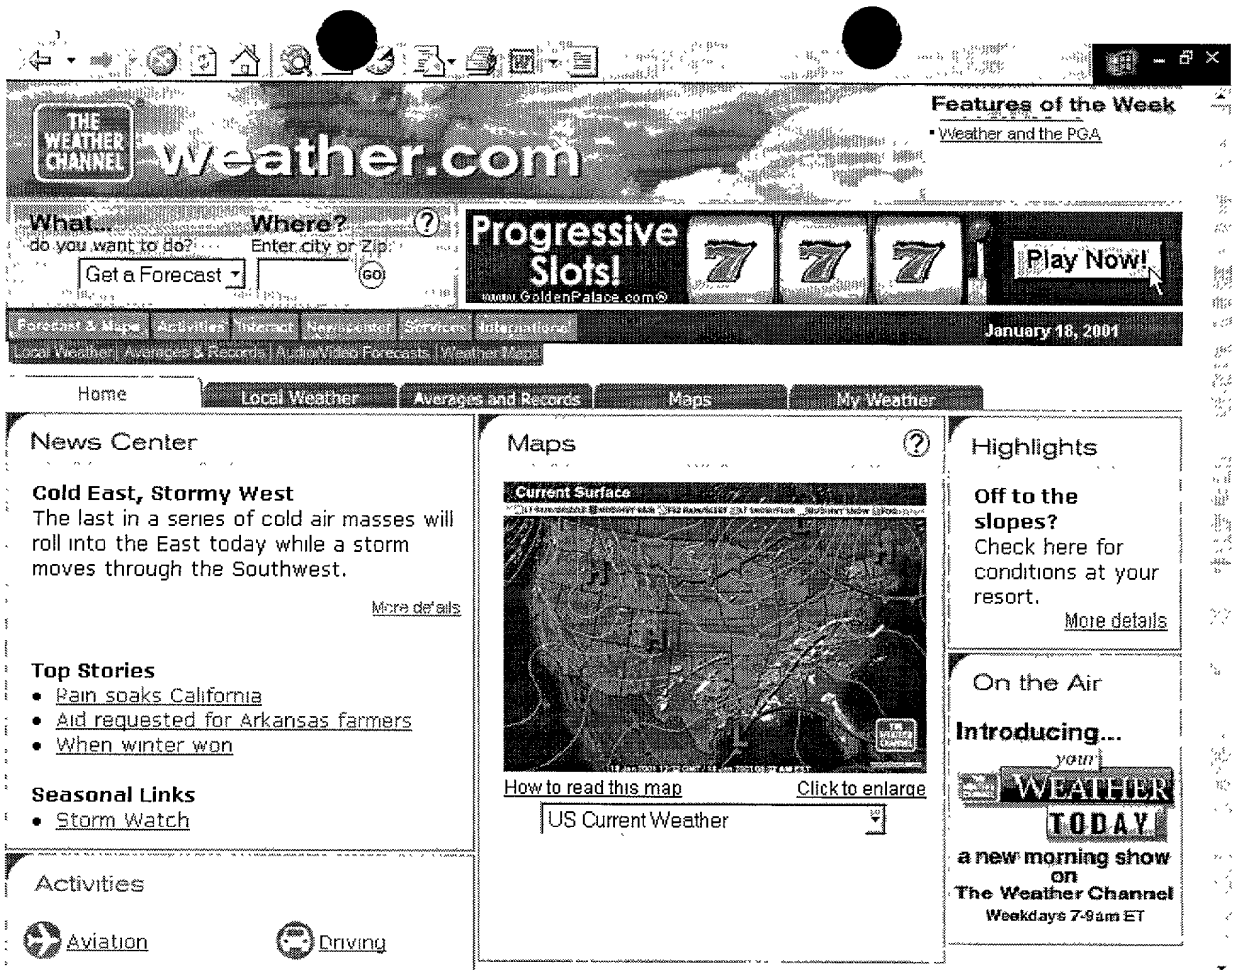 Features of the Week
Weather and the PGA
THE
WEATHER
CHANNEL
weather.com
What...
do you want to do?
Where?
Enter city or Zip
?
Get a Forecast
GO
Progressive
Slots!
www.GoldenPalace.com®
777
Play Now!
Forecast & Maps Activities Interact Newscenter Services International
January 18, 2001
Local Weather | Averages & Records | Audio/Video Forecasts | Weather Maps
Home Local Weather Averages and Records Maps My Weather
News Center
Cold East, Stormy West
The last in a series of cold air masses will
roll into the East today while a storm
moves through the Southwest.
More details
Top Stories
• Rain soaks California
• Aid requested for Arkansas farmers
• When winter won
Seasonal Links
• Storm Watch
Activities
Aviation
Driving
Maps
?
Current Surface
H
H
H
L
THE
WEATHER
CHANNEL
How to read this map
Click to enlarge
US Current Weather
Highlights
Off to the
slopes?
Check here for
conditions at your
resort.
More details
On the Air
Introducing...
your
WEATHER
TODAY
a new morning show
on
The Weather Channel
Weekdays 7-9am ET